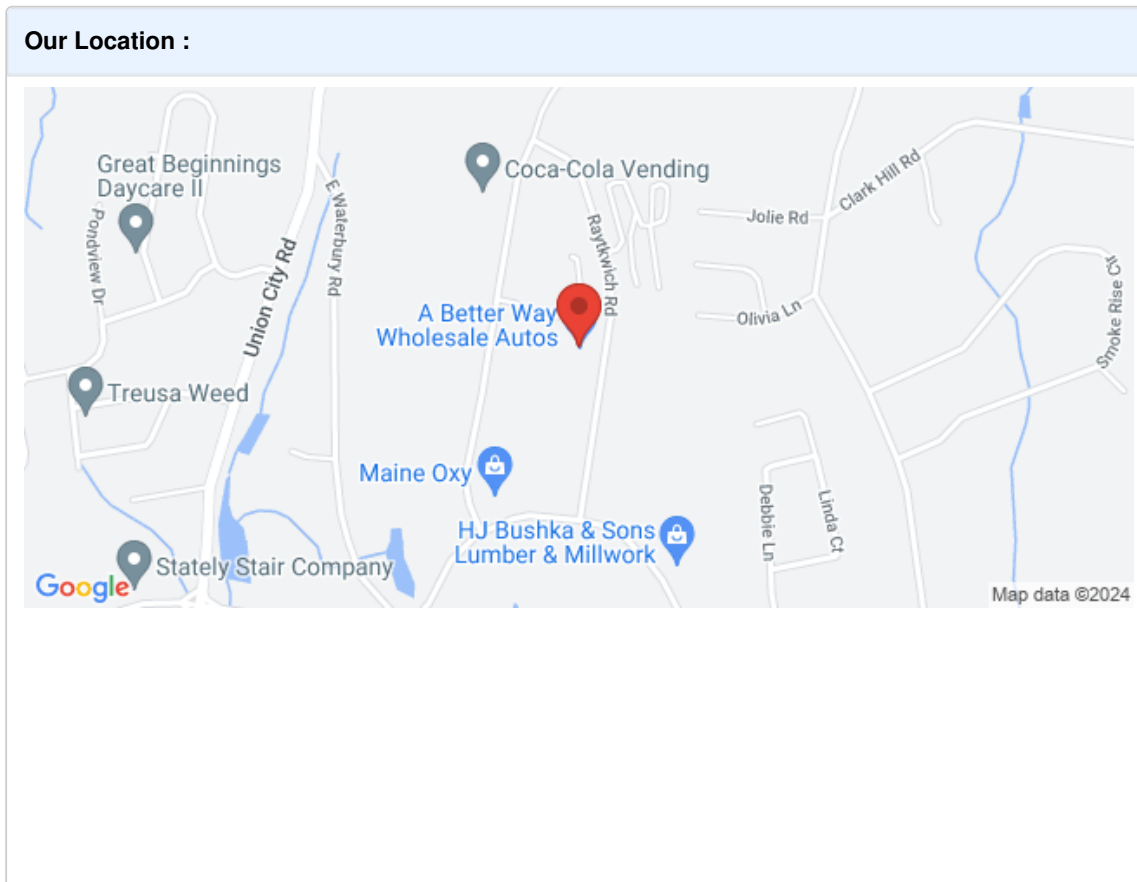 Our Location :
Great Beginnings
Daycare II
Coca-Cola Vending
Pondview Dr
E Waterbury Rd
Union City Rd
Raytkwich Rd
Jolie Rd
Clark Hill Rd
Olivia Ln
Smoke Rise Cir
A Better Way
Wholesale Autos
Treusa Weed
Maine Oxy
HJ Bushka & Sons
Lumber & Millwork
Debbie Ln
Linda Ct
Stately Stair Company
Google
Map data ©2024